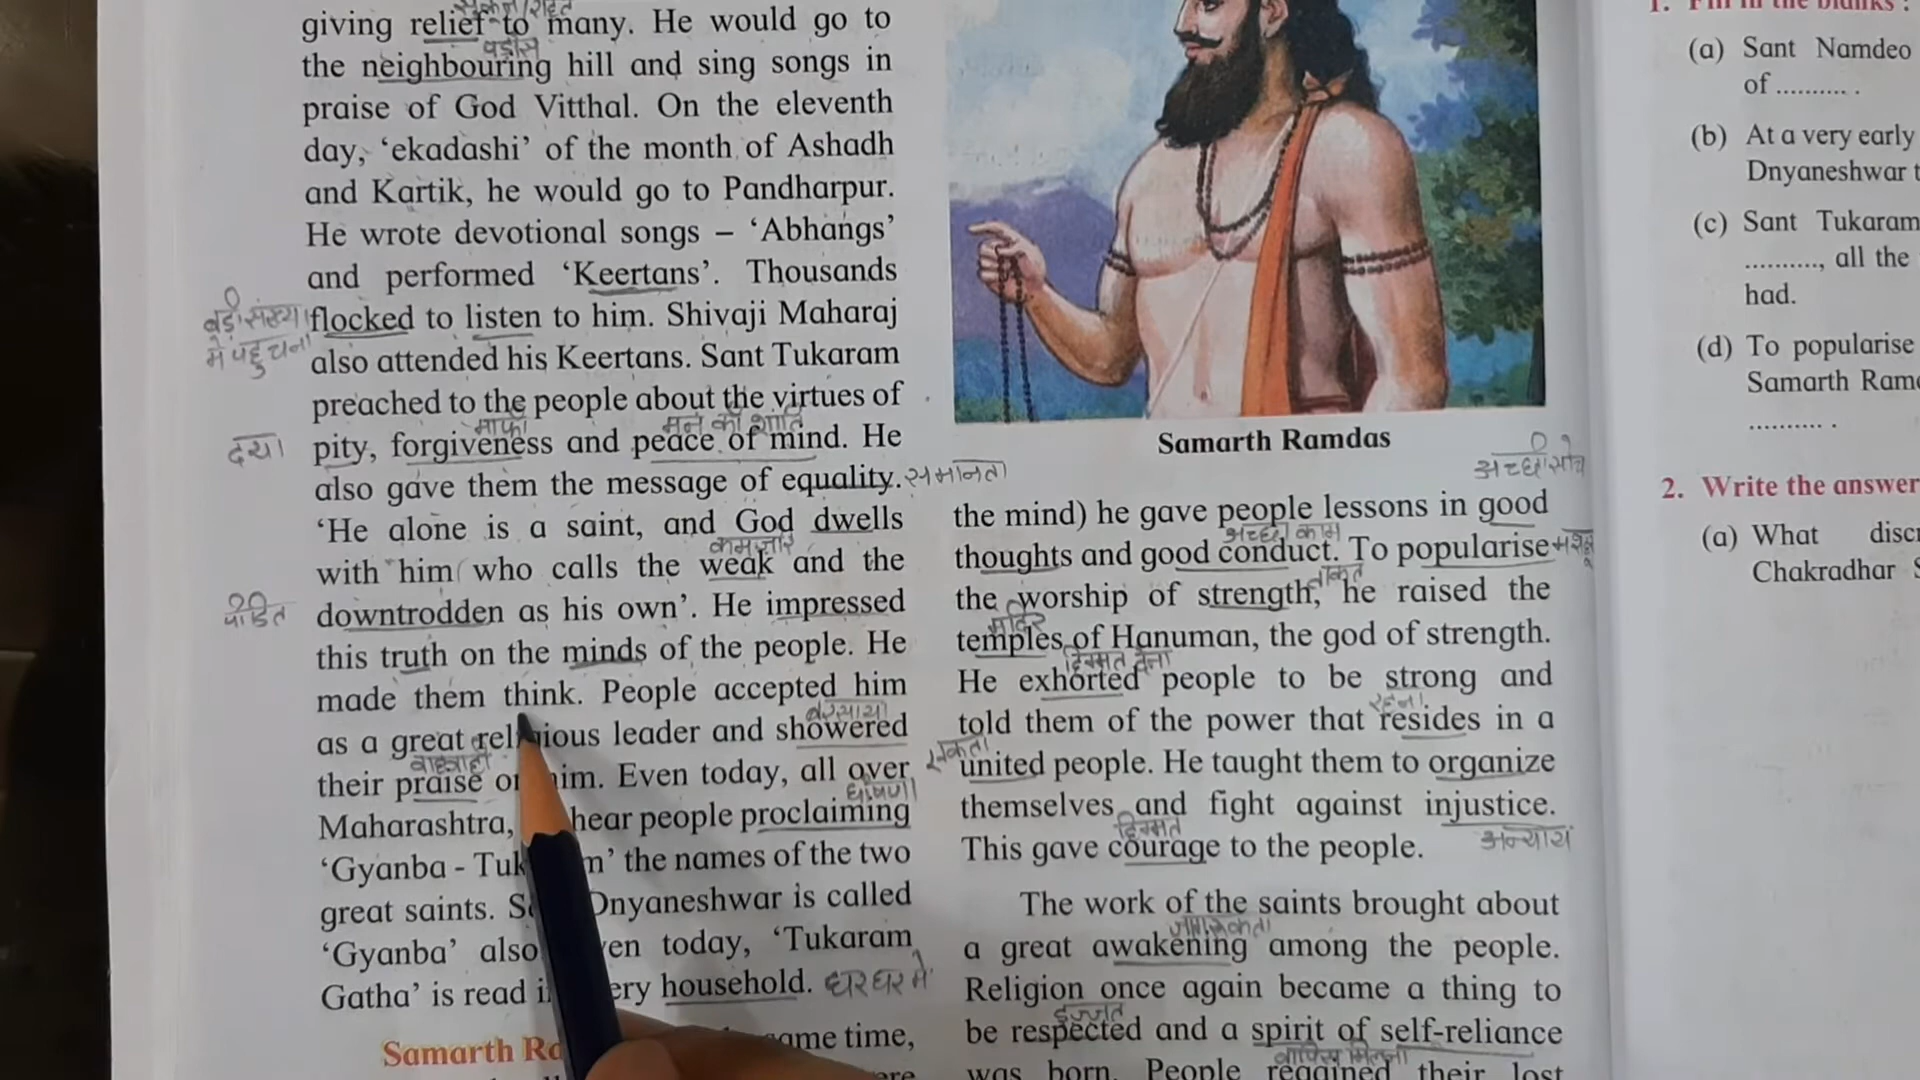 giving relief to many. He would go to
पड़ोस
the neighbouring hill and sing songs in
praise of God Vitthal. On the eleventh
day, ‘ekadashi’ of the month of Ashadh
and Kartik, he would go to Pandharpur.
He wrote devotional songs – ‘Abhangs’
and performed ‘Keertans’. Thousands
बड़ी संख्या
flocked to listen to him. Shivaji Maharaj
में पहुचना
also attended his Keertans. Sant Tukaram
preached to the people about the virtues of
माफी मन की शांति
दया pity, forgiveness and peace of mind. He
also gave them the message of equality. समानता
‘He alone is a saint, and God dwells
कमजोर
with him who calls the weak and the
पीडित downtrodden as his own’. He impressed
this truth on the minds of the people. He
made them think. People accepted him
बरसाया
as a great religious leader and showered
वाहवाही
their praise on him. Even today, all over
घोषणा
Maharashtra, hear people proclaiming
‘Gyanba - Tuk m’ the names of the two
great saints. S Dnyaneshwar is called
‘Gyanba’ also ven today, ‘Tukaram
Gatha’ is read i ery household. घर घर में
Samarth Ra ame time,
Samarth Ramdas
अच्छी सोच
the mind) he gave people lessons in good
अच्छा काम
thoughts and good conduct. To popularise
ताकत
the worship of strength, he raised the
मंदिर
temples of Hanuman, the god of strength.
हिम्मत देना
He exhorted people to be strong and
रहना
told them of the power that resides in a
united people. He taught them to organize
themselves and fight against injustice.
हिम्मत अन्याय
This gave courage to the people.
The work of the saints brought about
जागरूकता
a great awakening among the people.
Religion once again became a thing to
इज्जत
be respected and a spirit of self-reliance
वापिस मिलना
was born. People regained their lost
1. Fill in the blanks :
(a) Sant Namdeo
of .......... .
(b) At a very early
Dnyaneshwar t
(c) Sant Tukaram
.........., all the
had.
(d) To popularise
Samarth Ram
.......... .
2. Write the answer
(a) What disc
Chakradhar S